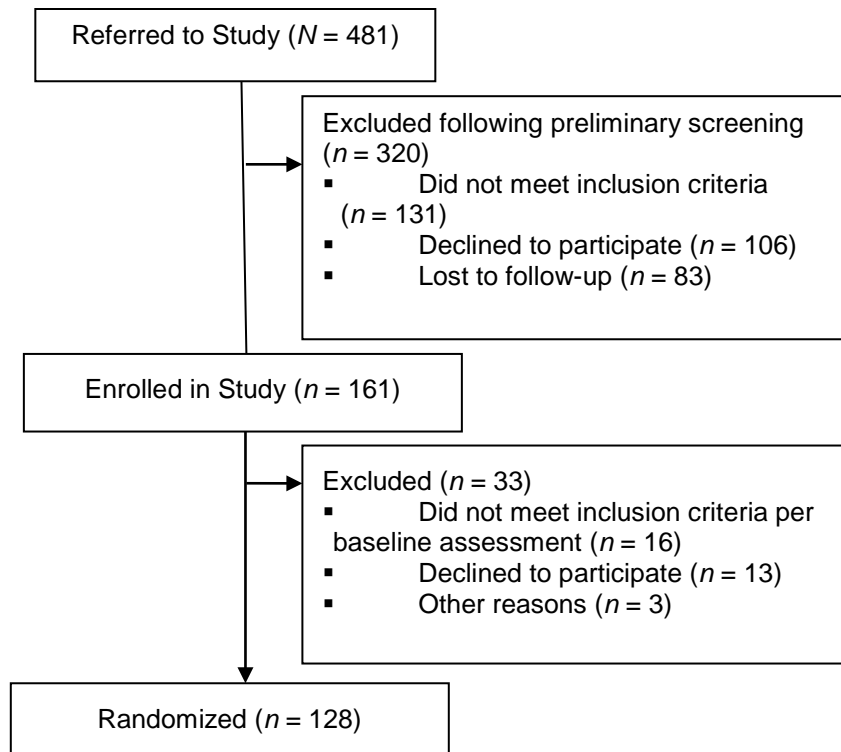 Referred to Study (N = 481)
Excluded following preliminary screening
(n = 320)
▪ Did not meet inclusion criteria
(n = 131)
▪ Declined to participate (n = 106)
▪ Lost to follow-up (n = 83)
Enrolled in Study (n = 161)
Excluded (n = 33)
▪ Did not meet inclusion criteria per
baseline assessment (n = 16)
▪ Declined to participate (n = 13)
▪ Other reasons (n = 3)
Randomized (n = 128)